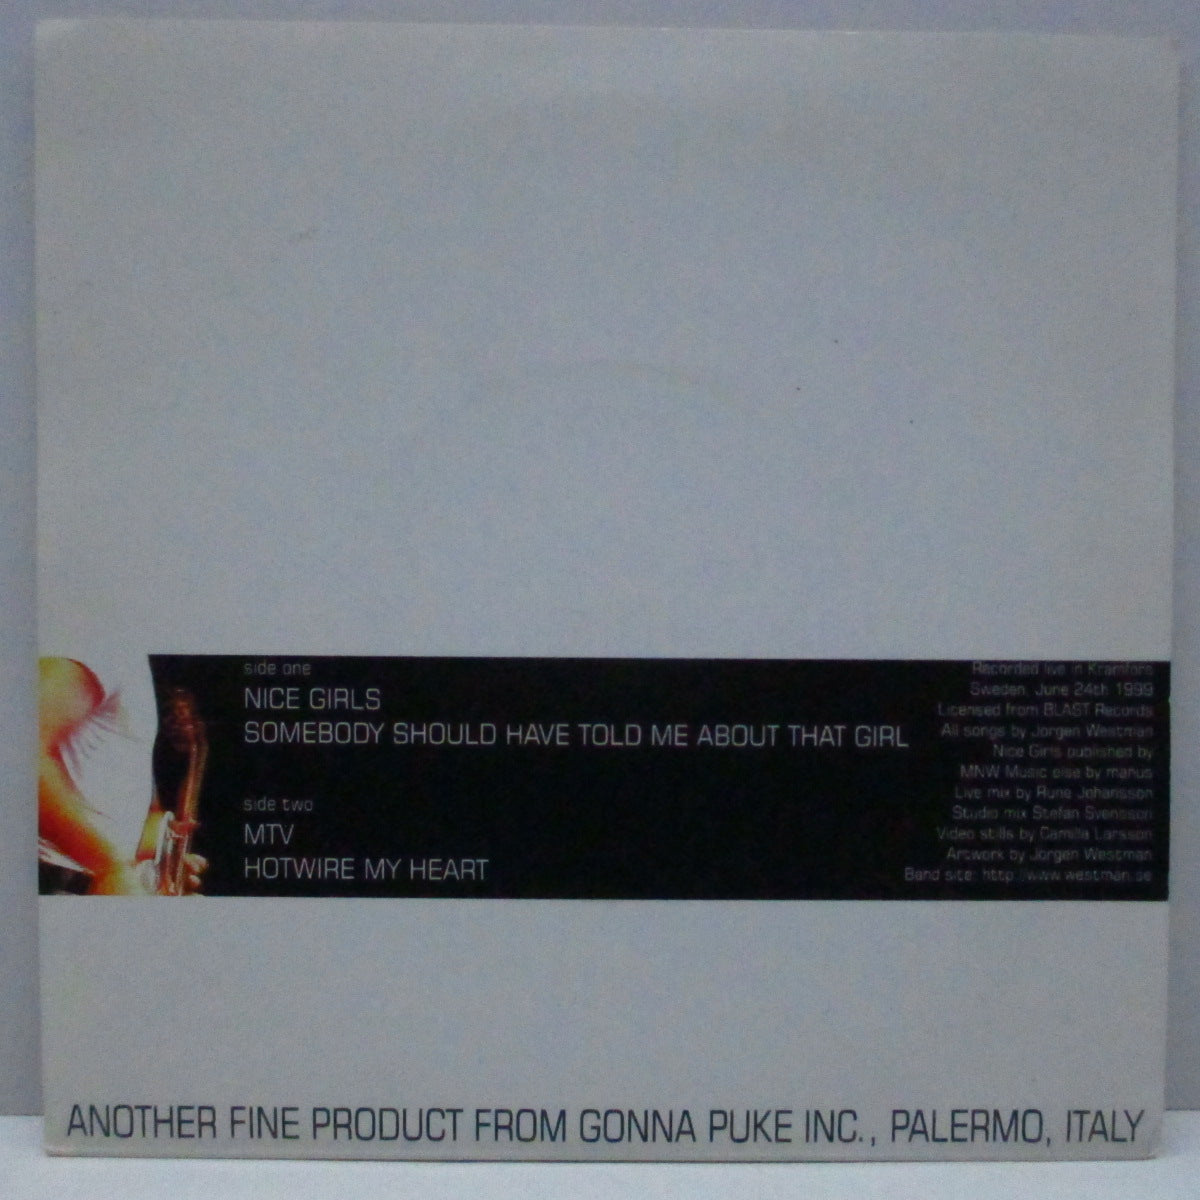 side one
NICE GIRLS
SOMEBODY SHOULD HAVE TOLD ME ABOUT THAT GIRL
side two
MTV
HOTWIRE MY HEART
Recorded live in Kramfors
Sweden, June 24th 1999
Licensed from BLAST Records
All songs by Jörgen Westman
Nice Girls published by
MNW Music else by manus
Live mix by Rune Johansson
Studio mix Stefan Svensson
Video stills by Camilla Larsson
Artwork by Jörgen Westman
Band site: http://www.westman.se
ANOTHER FINE PRODUCT FROM GONNA PUKE INC., PALERMO, ITALY